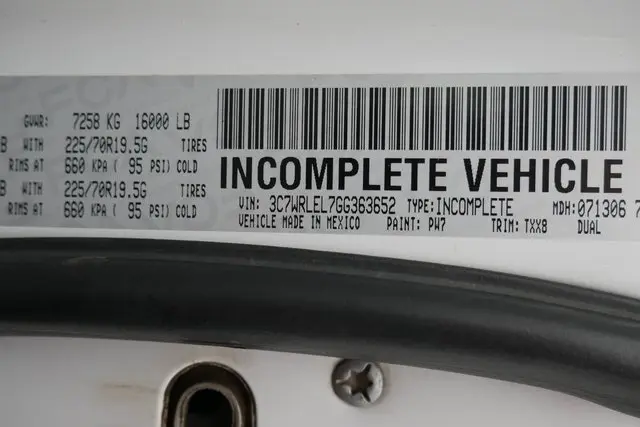 GVWR: 7258 KG 16000 LB
B WITH 225/70R19.5G TIRES
RIMS AT 660 KPA ( 95 PSI) COLD
B WITH 225/70R19.5G TIRES
RIMS AT 660 KPA ( 95 PSI) COLD
INCOMPLETE VEHICLE
VIN: 3C7WRLEL7GG363652 TYPE: INCOMPLETE MDH: 071306 7
VEHICLE MADE IN MEXICO PAINT: PW7 TRIM: TXX8 DUAL